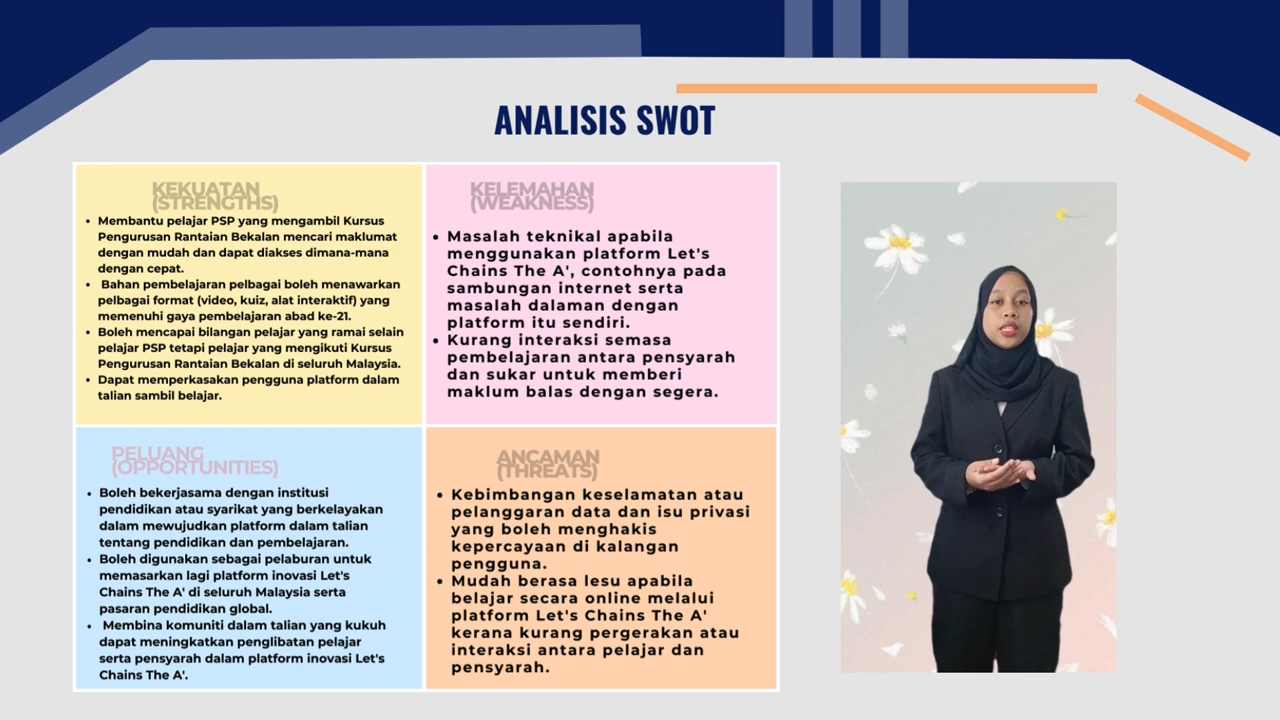 ANALISIS SWOT
KEKUATAN
(STRENGTHS)
• Membantu pelajar PSP yang mengambil Kursus
Pengurusan Rantaian Bekalan mencari maklumat
dengan mudah dan dapat diakses dimana-mana
dengan cepat.
• Bahan pembelajaran pelbagai boleh menawarkan
pelbagai format (video, kuiz, alat interaktif) yang
memenuhi gaya pembelajaran abad ke-21.
• Boleh mencapai bilangan pelajar yang ramai selain
pelajar PSP tetapi pelajar yang mengikuti Kursus
Pengurusan Rantaian Bekalan di seluruh Malaysia.
• Dapat memperkasakan pengguna platform dalam
talian sambil belajar.
KELEMAHAN
(WEAKNESS)
• Masalah teknikal apabila
menggunakan platform Let's
Chains The A', contohnya pada
sambungan internet serta
masalah dalaman dengan
platform itu sendiri.
• Kurang interaksi semasa
pembelajaran antara pensyarah
dan sukar untuk memberi
maklum balas dengan segera.
PELUANG
(OPPORTUNITIES)
• Boleh bekerjasama dengan institusi
pendidikan atau syarikat yang berkelayakan
dalam mewujudkan platform dalam talian
tentang pendidikan dan pembelajaran.
• Boleh digunakan sebagai pelaburan untuk
memasarkan lagi platform inovasi Let's
Chains The A' di seluruh Malaysia serta
pasaran pendidikan global.
• Membina komuniti dalam talian yang kukuh
dapat meningkatkan penglibatan pelajar
serta pensyarah dalam platform inovasi Let's
Chains The A'.
ANCAMAN
(THREATS)
• Kebimbangan keselamatan atau
pelanggaran data dan isu privasi
yang boleh menghakis
kepercayaan di kalangan
pengguna.
• Mudah berasa lesu apabila
belajar secara online melalui
platform Let's Chains The A'
kerana kurang pergerakan atau
interaksi antara pelajar dan
pensyarah.